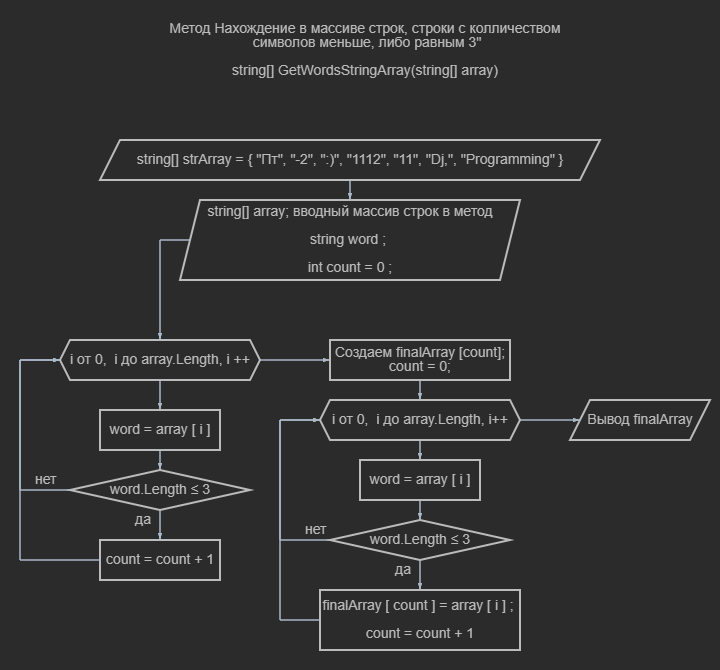 Метод Нахождение в массиве строк, строки с колличеством
символов меньше, либо равным 3"
string[] GetWordsStringArray(string[] array)
string[] strArray = { "Пт", "-2", ":)", "1112", "11", "Dj,", "Programming" }
string[] array; вводный массив строк в метод
string word ;
int count = 0 ;
i от 0,  i до array.Length, i ++
Создаем finalArray [count];
count = 0;
word = array [ i ]
i от 0,  i до array.Length, i++
Вывод finalArray
word.Length ≤ 3
нет
да
count = count + 1
word = array [ i ]
word.Length ≤ 3
нет
да
finalArray [ count ] = array [ i ] ;
count = count + 1